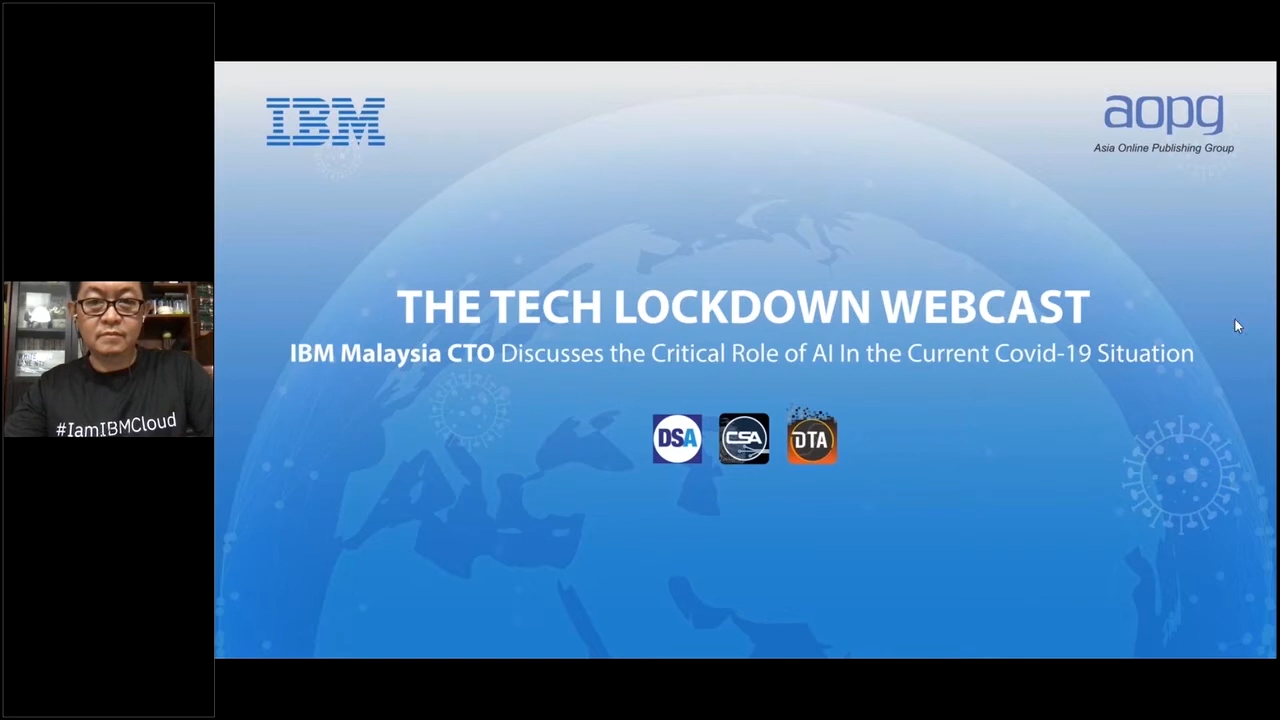 IBM
aopg
Asia Online Publishing Group
THE TECH LOCKDOWN WEBCAST
IBM Malaysia CTO Discusses the Critical Role of AI In the Current Covid-19 Situation
DSA
CSA
DTA
#IamIBMCloud